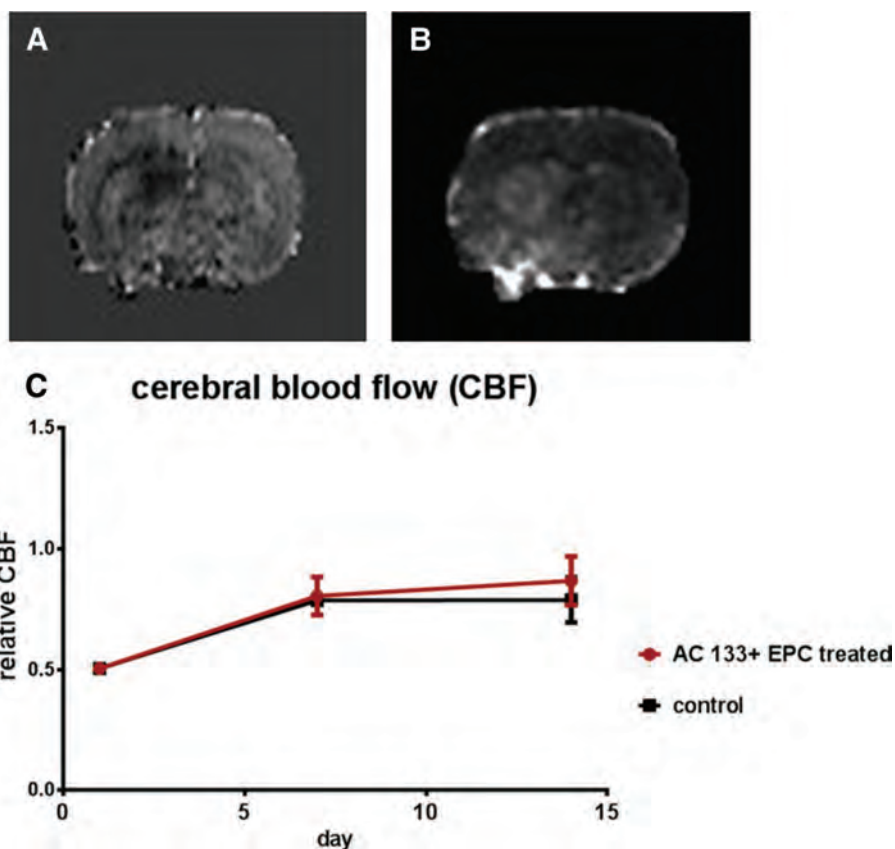 A
B
C
cerebral blood flow (CBF)
1.5
1.0
0.5
0.0
relative CBF
0
5
10
15
day
AC 133+ EPC treated
control